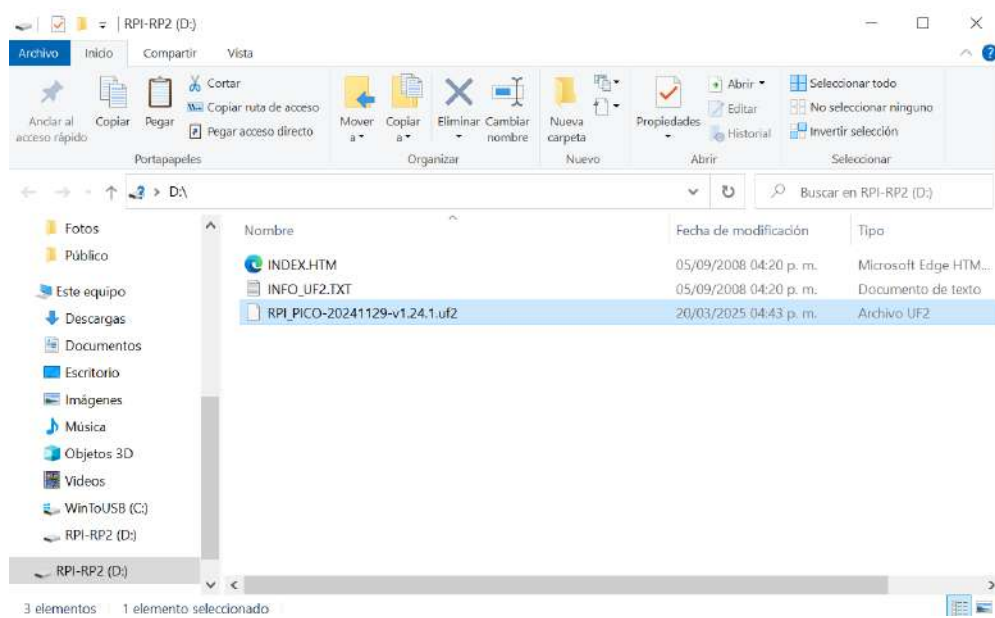 RPI-RP2 (D:)
Archivo Inicio Compartir Vista
Anclar al acceso rápido
Copiar
Pegar
Cortar
Copiar ruta de acceso
Pegar acceso directo
Portapapeles
Mover a
Copiar a
Eliminar
Cambiar nombre
Organizar
Nueva carpeta
Nuevo
Propiedades
Abrir
Editar
Historial
Abrir
Seleccionar todo
No seleccionar ninguno
Invertir selección
Seleccionar
D:\
Buscar en RPI-RP2 (D:)
Fotos
Público
Este equipo
Descargas
Documentos
Escritorio
Imágenes
Música
Objetos 3D
Videos
WinToUSB (C:)
RPI-RP2 (D:)
RPI-RP2 (D:)
Nombre Fecha de modificación Tipo
INDEX.HTM 05/09/2008 04:20 p. m. Microsoft Edge HTM...
INFO_UF2.TXT 05/09/2008 04:20 p. m. Documento de texto
RPI_PICO-20241129-v1.24.1.uf2 20/03/2025 04:43 p. m. Archivo UF2
3 elementos 1 elemento seleccionado